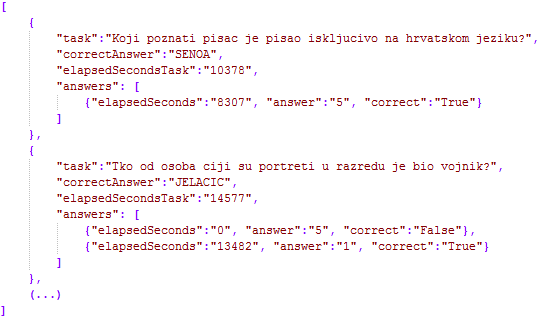 [
{
"task":"Koji poznati pisac je pisao iskljucivo na hrvatskom jeziku?",
"correctAnswer":"SENOA",
"elapsedSecondsTask":"10378",
"answers": [
{"elapsedSeconds":"8307", "answer":"5", "correct":"True"}
]
},
{
"task":"Tko od osoba ciji su portreti u razredu je bio vojnik?",
"correctAnswer":"JELACIC",
"elapsedSecondsTask":"14577",
"answers": [
{"elapsedSeconds":"0", "answer":"5", "correct":"False"},
{"elapsedSeconds":"13482", "answer":"1", "correct":"True"}
]
},
(...)
]